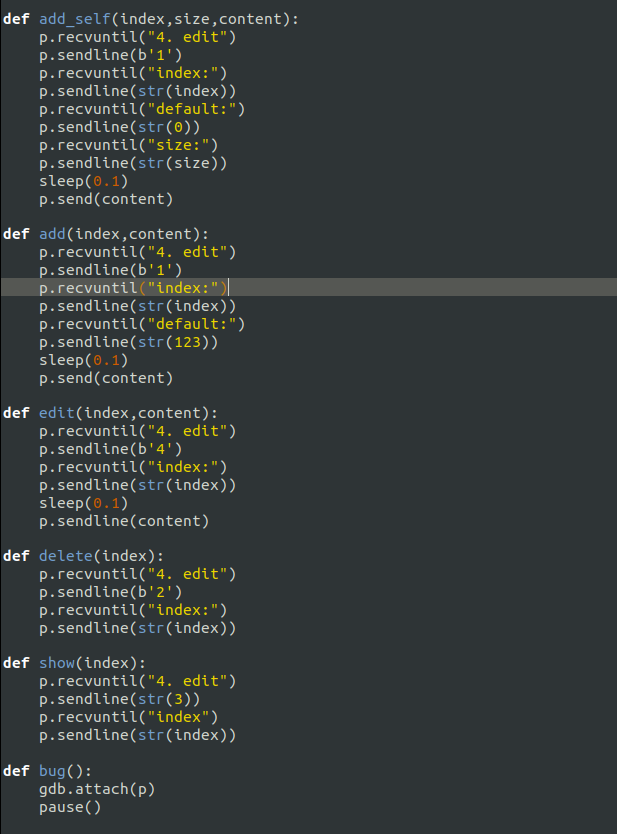 def add_self(index,size,content):
    p.recvuntil("4. edit")
    p.sendline(b'1')
    p.recvuntil("index:")
    p.sendline(str(index))
    p.recvuntil("default:")
    p.sendline(str(0))
    p.recvuntil("size:")
    p.sendline(str(size))
    sleep(0.1)
    p.send(content)

def add(index,content):
    p.recvuntil("4. edit")
    p.sendline(b'1')
    p.recvuntil("index:")
    p.sendline(str(index))
    p.recvuntil("default:")
    p.sendline(str(123))
    sleep(0.1)
    p.send(content)

def edit(index,content):
    p.recvuntil("4. edit")
    p.sendline(b'4')
    p.recvuntil("index:")
    p.sendline(str(index))
    sleep(0.1)
    p.sendline(content)

def delete(index):
    p.recvuntil("4. edit")
    p.sendline(b'2')
    p.recvuntil("index:")
    p.sendline(str(index))

def show(index):
    p.recvuntil("4. edit")
    p.sendline(str(3))
    p.recvuntil("index")
    p.sendline(str(index))

def bug():
    gdb.attach(p)
    pause()